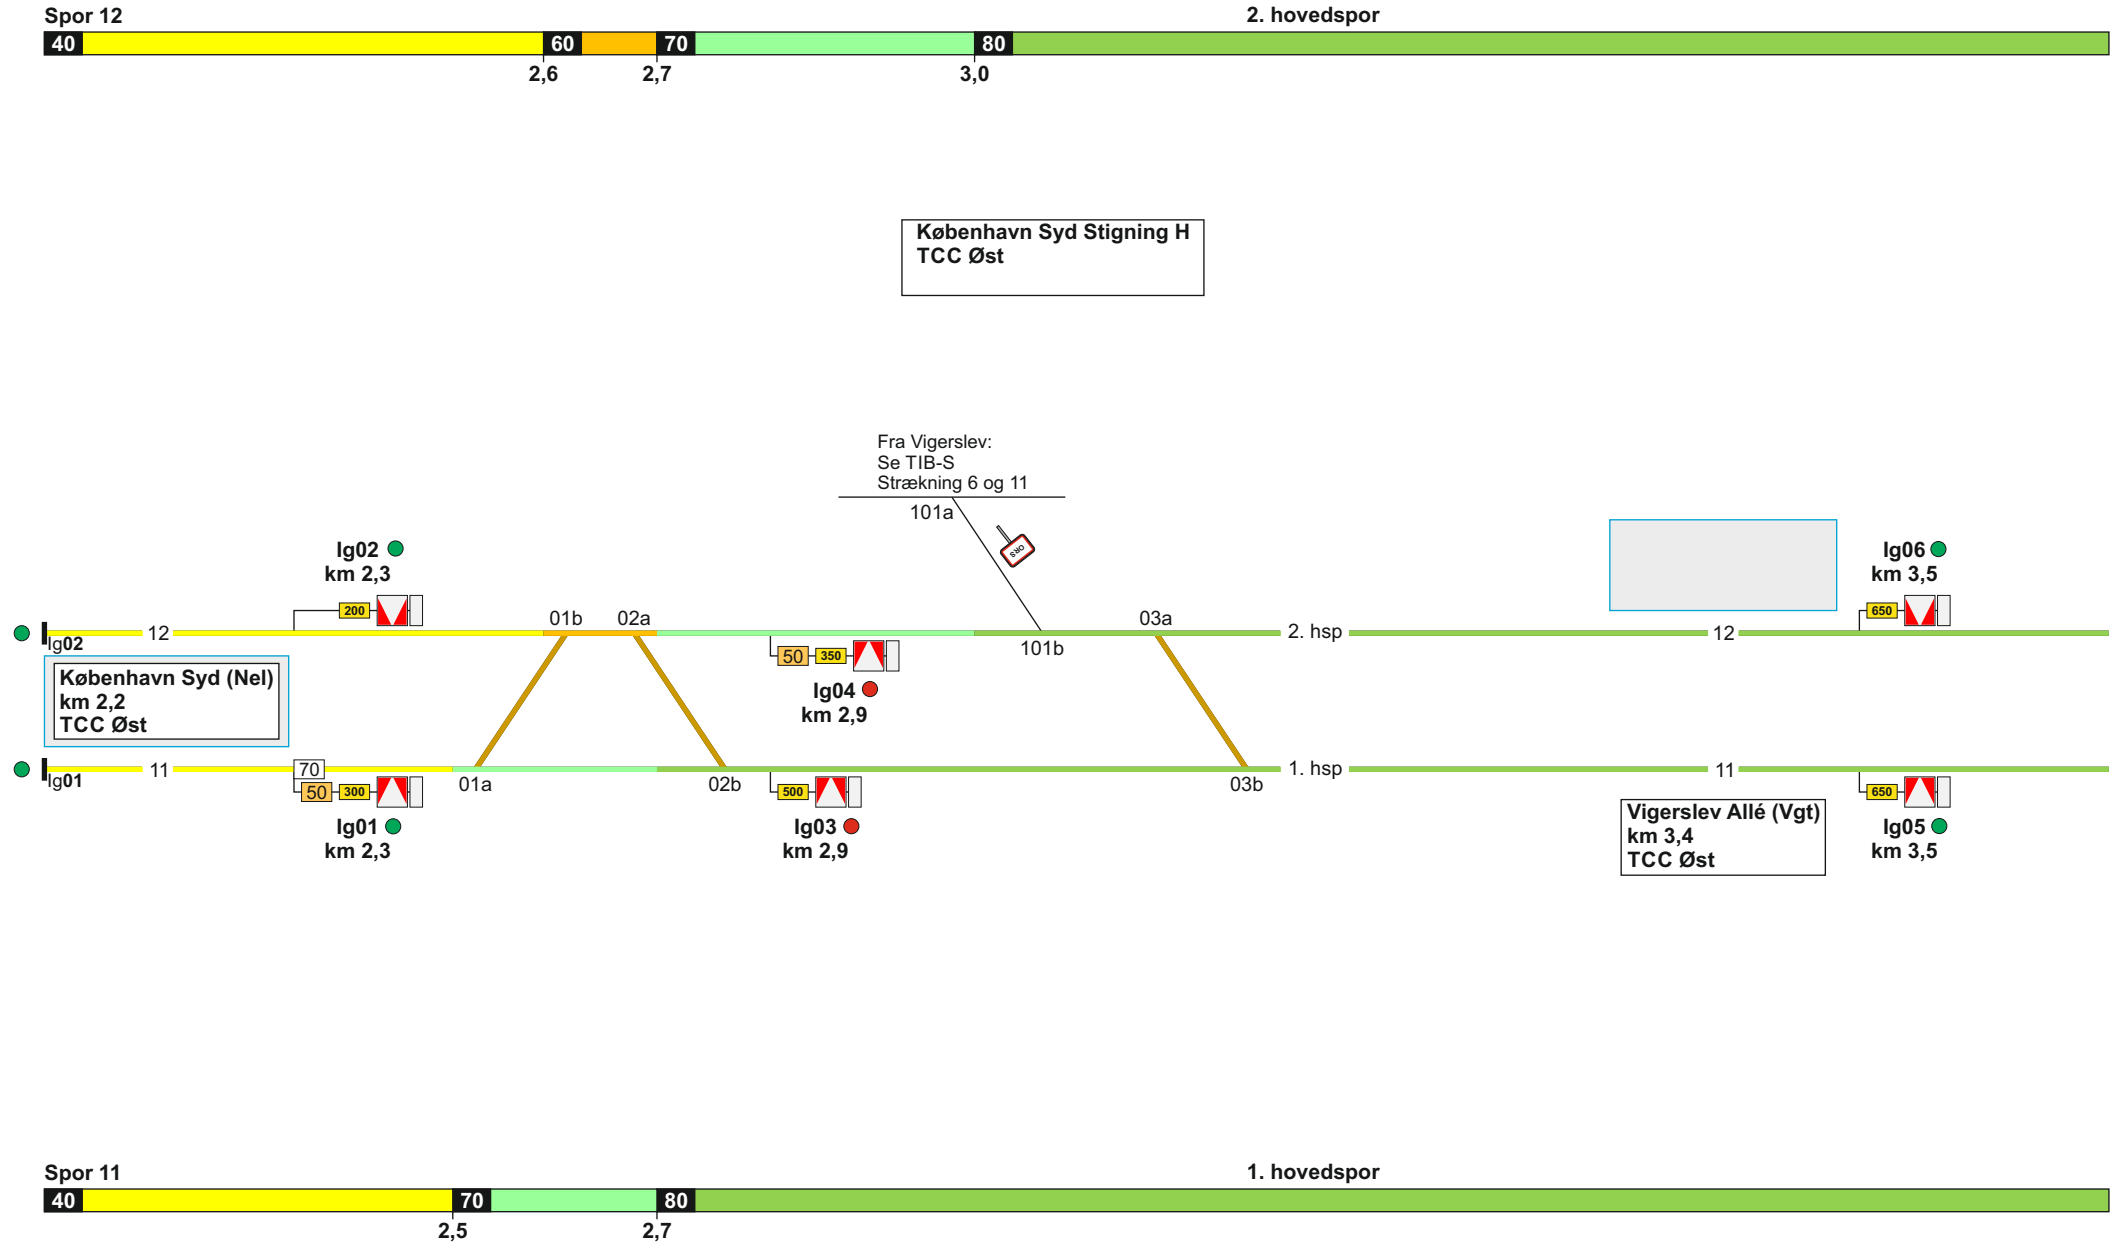 Spor 12
2. hovedspor
40
60
70
80
2,6
2,7
3,0
København Syd Stigning H
TCC Øst
Fra Vigerslev:
Se TIB-S
Strækning 6 og 11
101a
ORS
Ig02
km 2,3
200
Ig06
km 3,5
650
01b
02a
03a
12
2. hsp
12
Ig02
101b
50
350
Ig04
km 2,9
København Syd (Nel)
km 2,2
TCC Øst
11
70
1. hsp
11
Ig01
01a
02b
03b
50
300
500
650
Ig01
km 2,3
Ig03
km 2,9
Vigerslev Allé (Vgt)
km 3,4
TCC Øst
Ig05
km 3,5
Spor 11
1. hovedspor
40
70
80
2,5
2,7